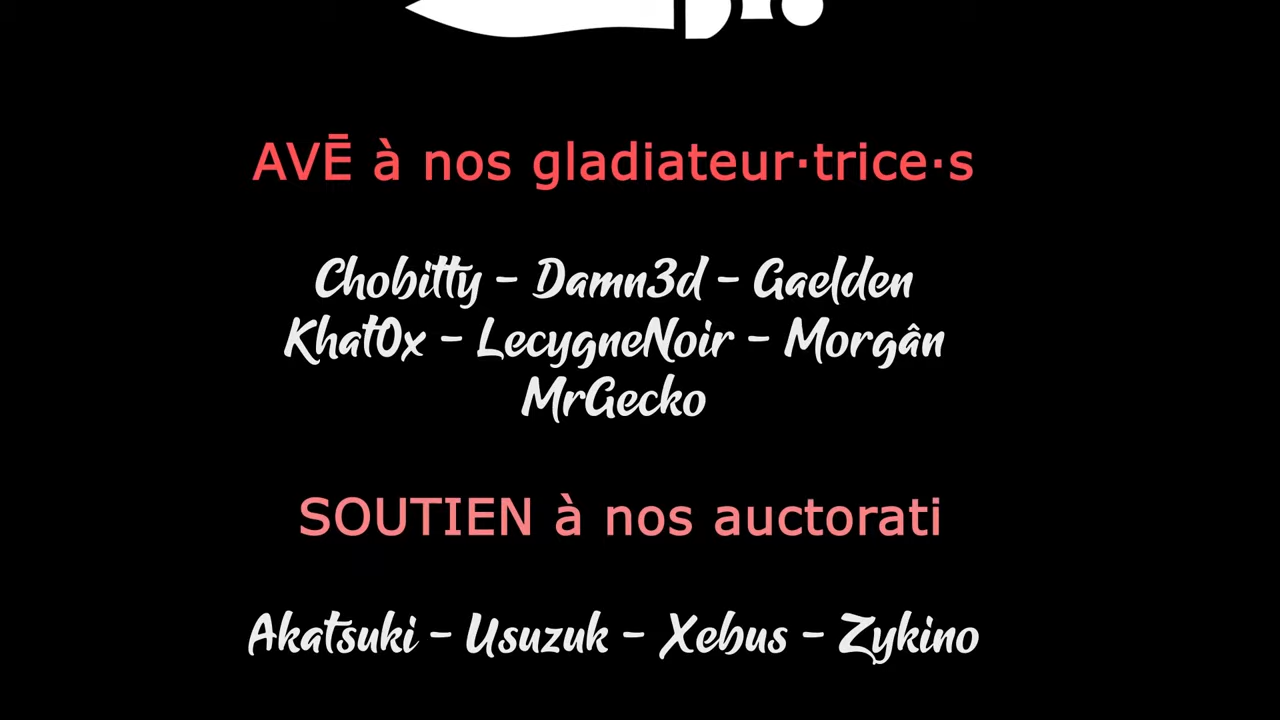 AVĒ à nos gladiateur·trice·s
Chobitty - Damn3d - Gaelden
Khat0x - LecygneNoir - Morgân
MrGecko
SOUTIEN à nos auctorati
Akatsuki - Usuzuk - Xebus - Zykino